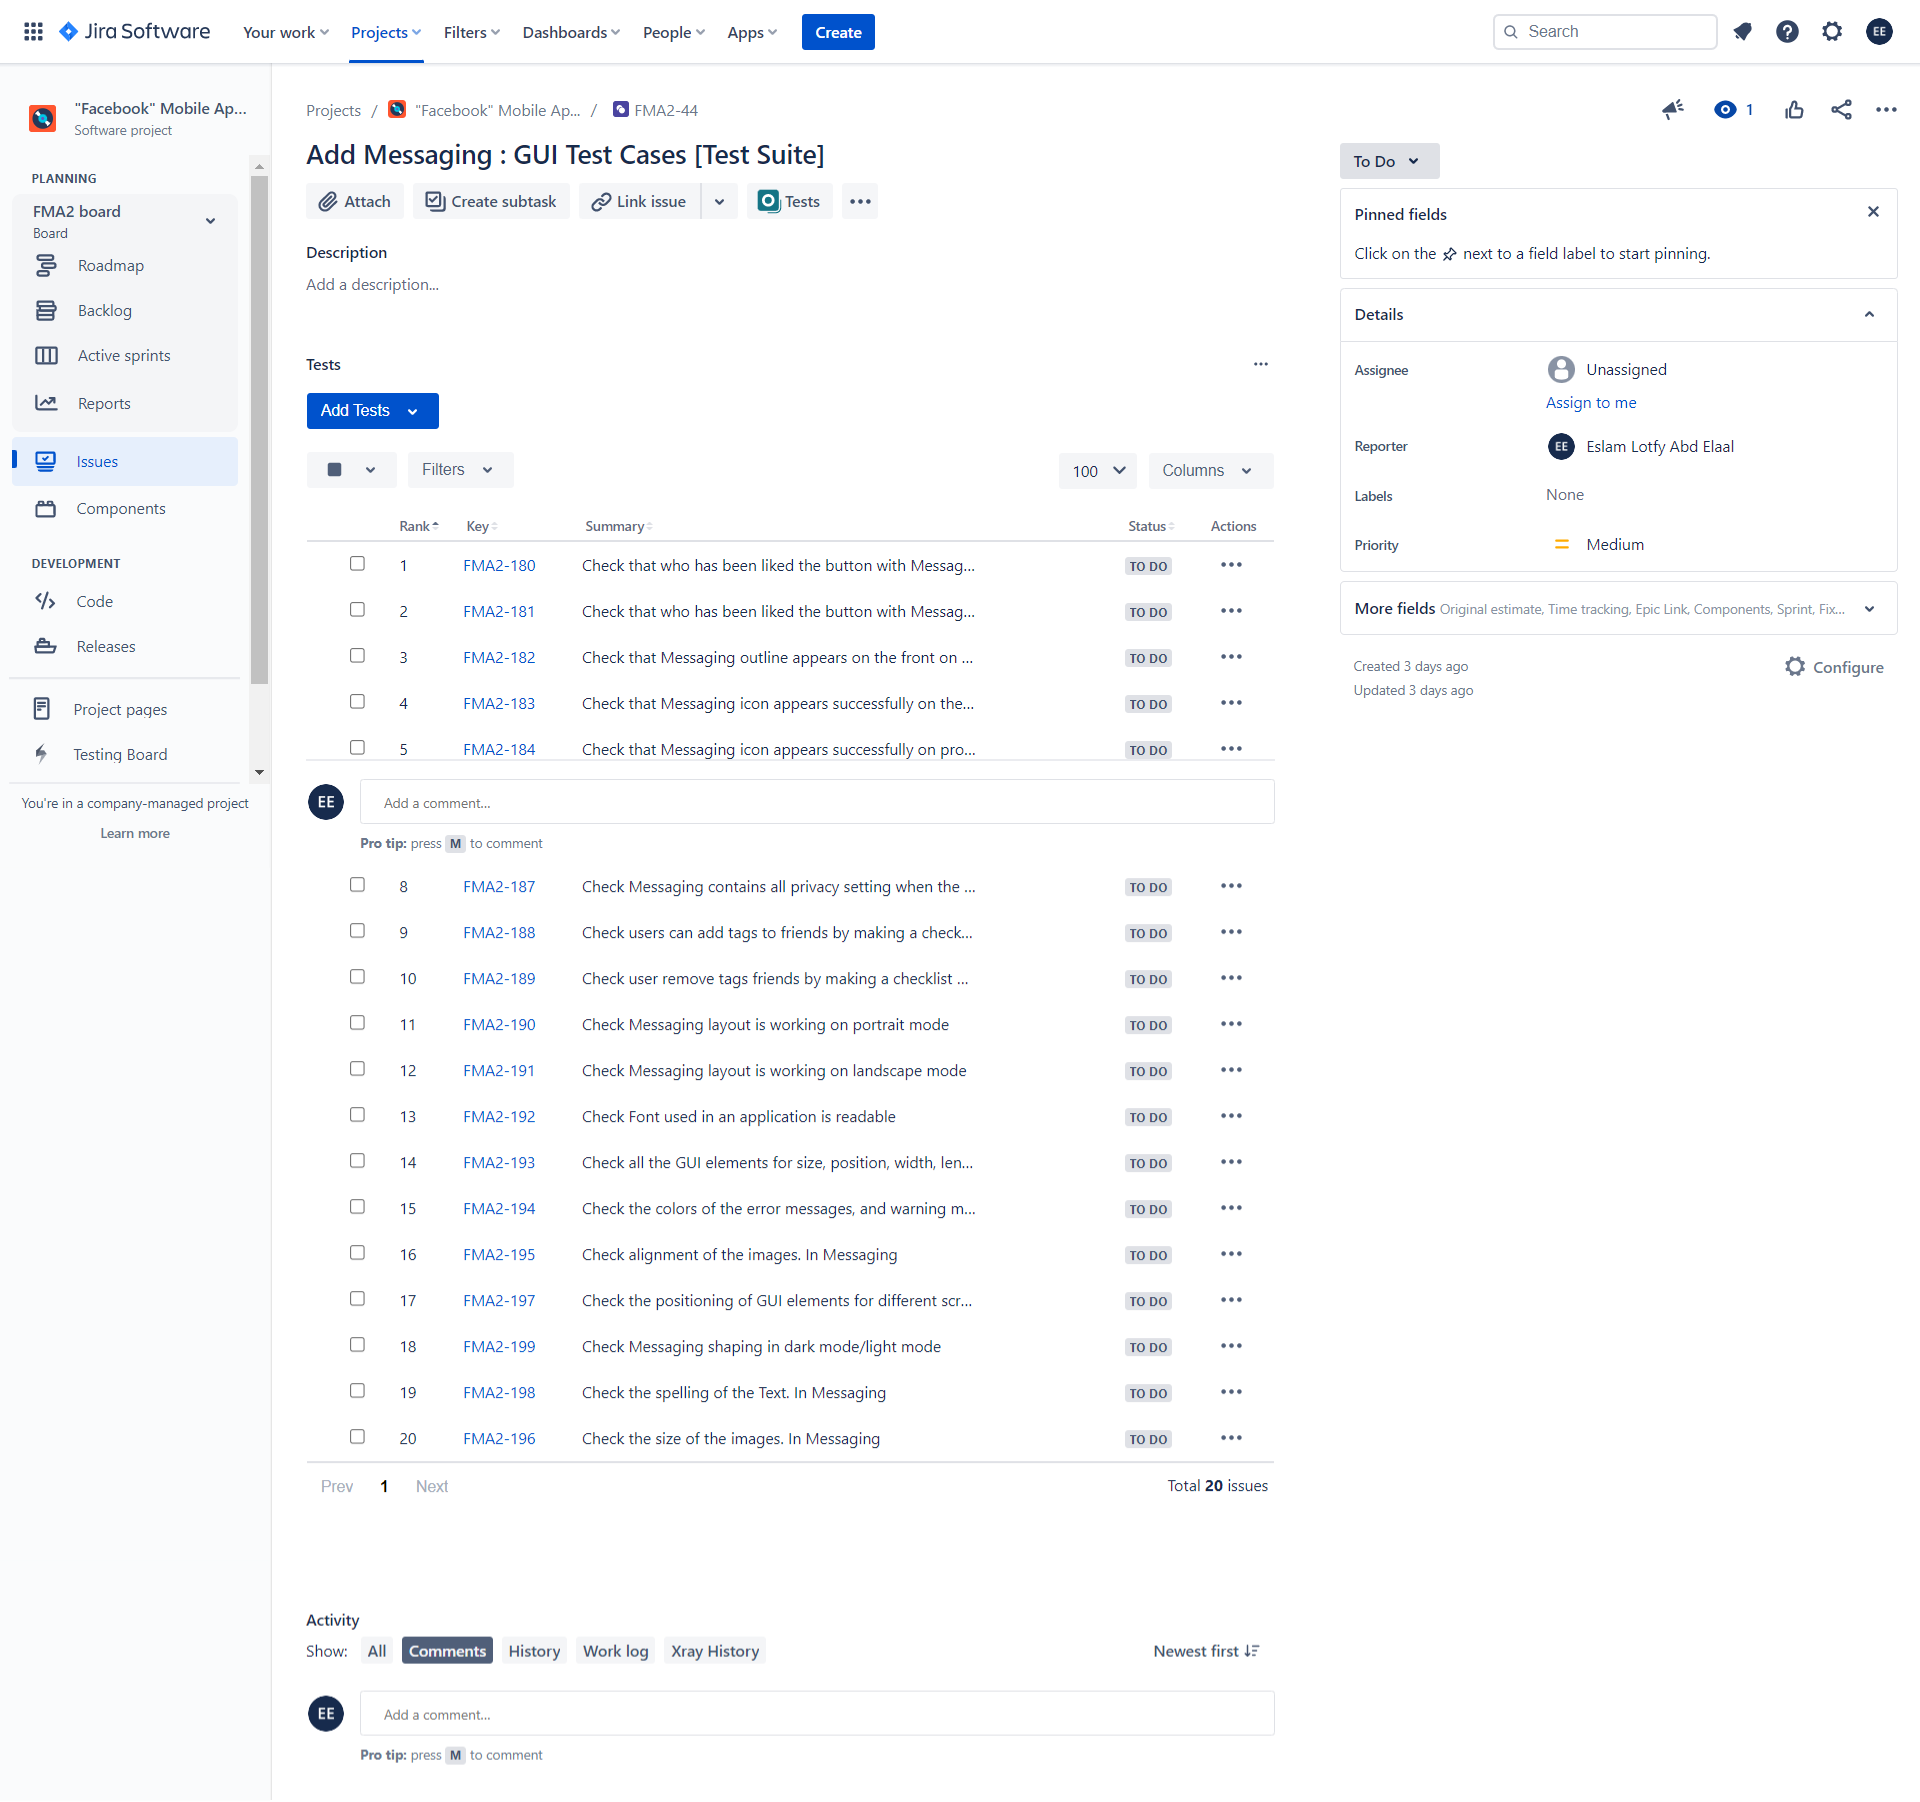 Jira Software
Your work
Projects
Filters
Dashboards
People
Apps
Create
Search
EE
"Facebook" Mobile Ap...
Software project
PLANNING
FMA2 board
Board
Roadmap
Backlog
Active sprints
Reports
Issues
Components
DEVELOPMENT
Code
Releases
Project pages
Testing Board
You're in a company-managed project
Learn more
Projects / "Facebook" Mobile Ap... / FMA2-44
1
Add Messaging : GUI Test Cases [Test Suite]
Attach
Create subtask
Link issue
Tests
Description
Add a description...
Tests
Add Tests
Filters
100
Columns
Rank Key Summary Status Actions
1 FMA2-180 Check that who has been liked the button with Messag... TO DO
2 FMA2-181 Check that who has been liked the button with Messag... TO DO
3 FMA2-182 Check that Messaging outline appears on the front on ... TO DO
4 FMA2-183 Check that Messaging icon appears successfully on the... TO DO
5 FMA2-184 Check that Messaging icon appears successfully on pro... TO DO
EE
Add a comment...
Pro tip: press M to comment
8 FMA2-187 Check Messaging contains all privacy setting when the ... TO DO
9 FMA2-188 Check users can add tags to friends by making a check... TO DO
10 FMA2-189 Check user remove tags friends by making a checklist ... TO DO
11 FMA2-190 Check Messaging layout is working on portrait mode TO DO
12 FMA2-191 Check Messaging layout is working on landscape mode TO DO
13 FMA2-192 Check Font used in an application is readable TO DO
14 FMA2-193 Check all the GUI elements for size, position, width, len... TO DO
15 FMA2-194 Check the colors of the error messages, and warning m... TO DO
16 FMA2-195 Check alignment of the images. In Messaging TO DO
17 FMA2-197 Check the positioning of GUI elements for different scr... TO DO
18 FMA2-199 Check Messaging shaping in dark mode/light mode TO DO
19 FMA2-198 Check the spelling of the Text. In Messaging TO DO
20 FMA2-196 Check the size of the images. In Messaging TO DO
Prev 1 Next
Total 20 issues
Activity
Show: All Comments History Work log Xray History
Newest first
EE
Add a comment...
Pro tip: press M to comment
To Do
Pinned fields
Click on the next to a field label to start pinning.
Details
Assignee
Unassigned
Assign to me
Reporter
EE Eslam Lotfy Abd Elaal
Labels
None
Priority
Medium
More fields Original estimate, Time tracking, Epic Link, Components, Sprint, Fix...
Created 3 days ago
Updated 3 days ago
Configure